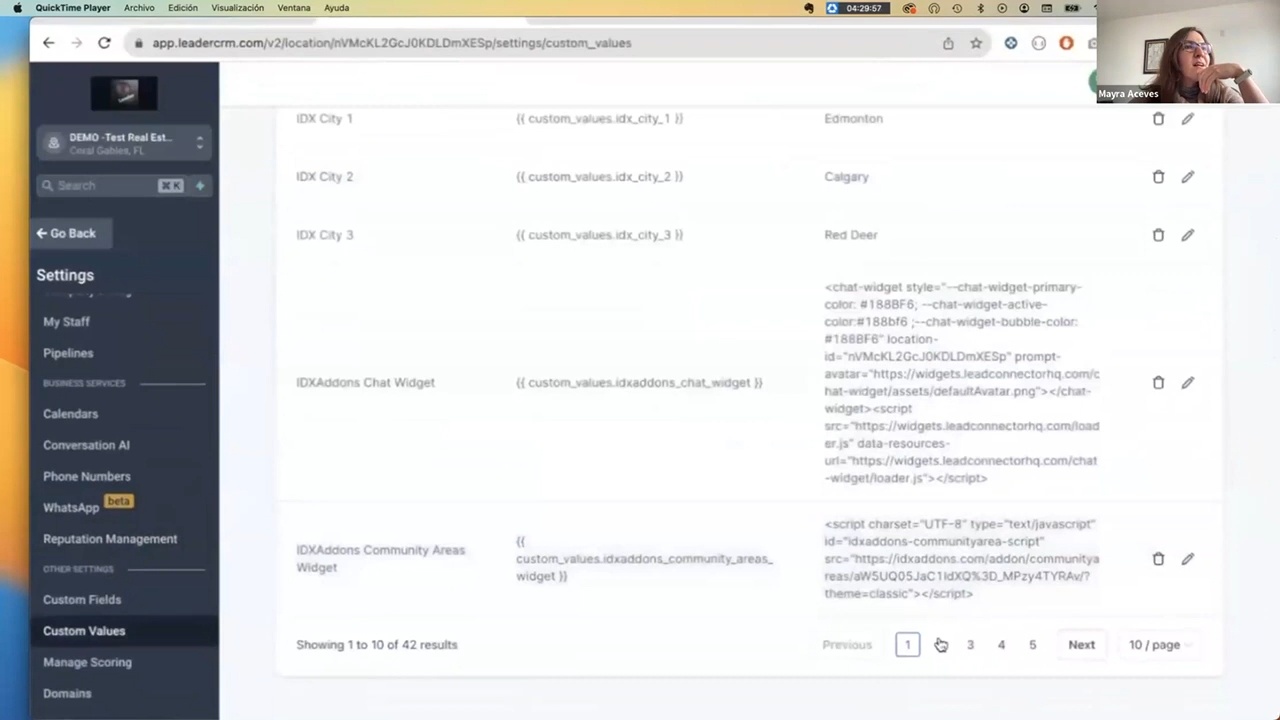 QuickTime Player Archivo Edición Visualización Ventana Ayuda 04:29:57
app.leadercrm.com/v2/location/nVMcKL2GcJ0KDLDmXESp/settings/custom_values
Mayra Aceves
DEMO -Test Real Est...
Coral Gables, FL
Search ⌘K
Go Back
Settings
My Staff
Pipelines
BUSINESS SERVICES
Calendars
Conversation AI
Phone Numbers
WhatsApp beta
Reputation Management
OTHER SETTINGS
Custom Fields
Custom Values
Manage Scoring
Domains
IDX City 1 {{ custom_values.idx_city_1 }} Edmonton
IDX City 2 {{ custom_values.idx_city_2 }} Calgary
IDX City 3 {{ custom_values.idx_city_3 }} Red Deer
IDXAddons Chat Widget {{ custom_values.idxaddons_chat_widget }}
<chat-widget style="--chat-widget-primary-
color: #188BF6; --chat-widget-active-
color:#188bf6 ;--chat-widget-bubble-color:
#188BF6" location-
id="nVMcKL2GcJ0KDLDmXESp" prompt-
avatar="https://widgets.leadconnectorhq.com/c
hat-widget/assets/defaultAvatar.png"></chat-
widget><script
src="https://widgets.leadconnectorhq.com/load
er.js" data-resources-
url="https://widgets.leadconnectorhq.com/chat
-widget/loader.js"></script>
IDXAddons Community Areas
Widget
{{
custom_values.idxaddons_community_areas_
widget }}
<script charset="UTF-8" type="text/javascript"
id="idxaddons-communityarea-script"
src="https://idxaddons.com/addon/communitya
reas/aW5UQ05JaC1IdXQ%3D_MPzy4TYRAv/?
theme=classic"></script>
Showing 1 to 10 of 42 results Previous 1 3 4 5 Next 10 / page